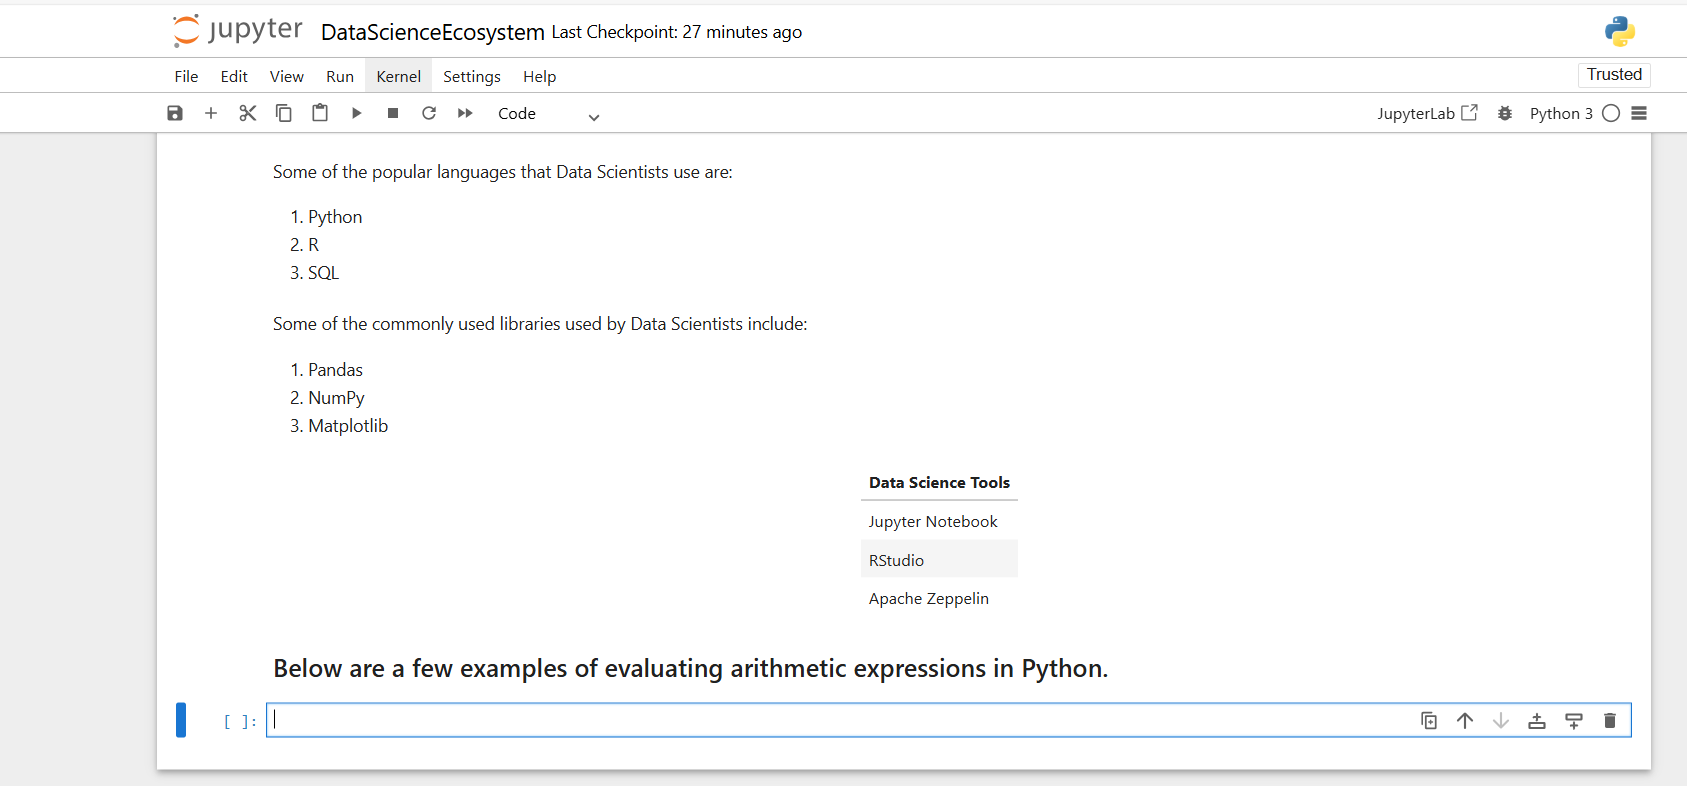 jupyter DataScienceEcosystem Last Checkpoint: 27 minutes ago
File Edit View Run Kernel Settings Help Trusted
Code JupyterLab Python 3
Some of the popular languages that Data Scientists use are:
1. Python
2. R
3. SQL
Some of the commonly used libraries used by Data Scientists include:
1. Pandas
2. NumPy
3. Matplotlib
Data Science Tools
Jupyter Notebook
RStudio
Apache Zeppelin
Below are a few examples of evaluating arithmetic expressions in Python.
[ ]: